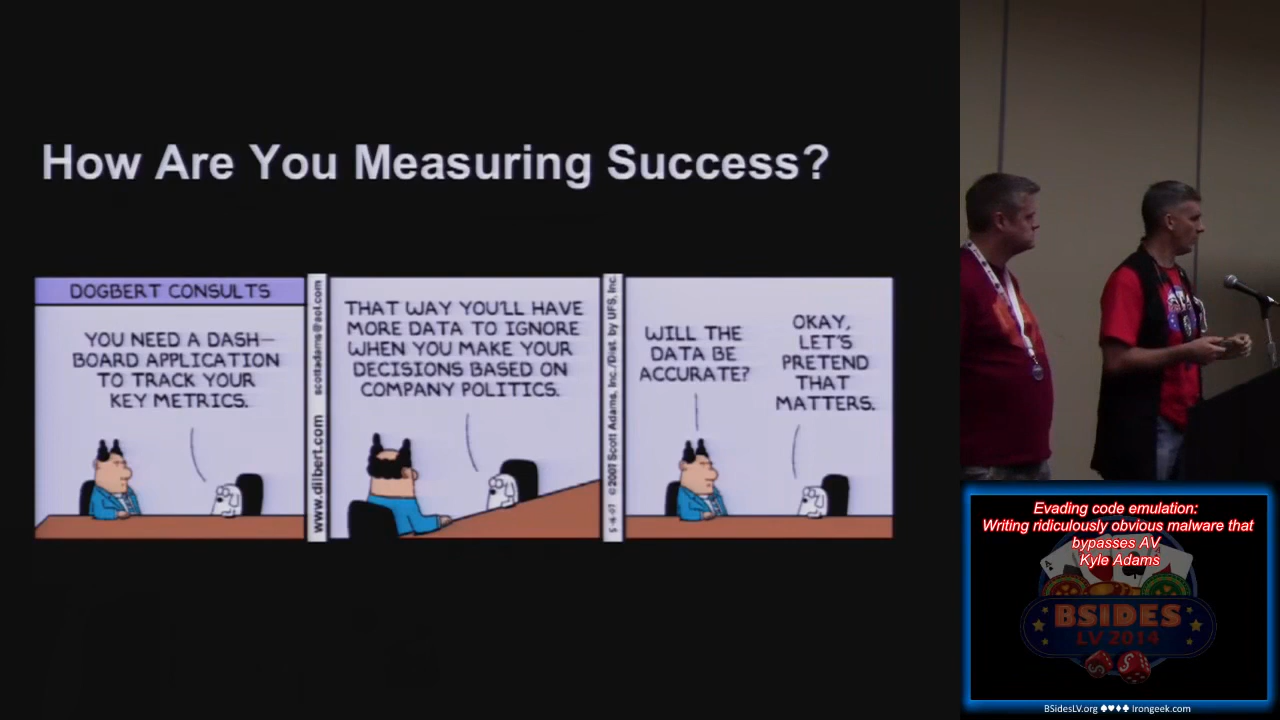 How Are You Measuring Success?
DOGBERT CONSULTS
YOU NEED A DASH-
BOARD APPLICATION
TO TRACK YOUR
KEY METRICS.
www.dilbert.com scottadams@aol.com
THAT WAY YOU'LL HAVE
MORE DATA TO IGNORE
WHEN YOU MAKE YOUR
DECISIONS BASED ON
COMPANY POLITICS.
5-16-07 ©2007 Scott Adams, Inc./Dist. by UFS, Inc.
WILL THE
DATA BE
ACCURATE?
OKAY,
LET'S
PRETEND
THAT
MATTERS.
Evading code emulation:
Writing ridiculously obvious malware that
bypasses AV
Kyle Adams
BSIDES
LV 2014
BSidesLV.org ♠♥♦♣ Irongeek.com